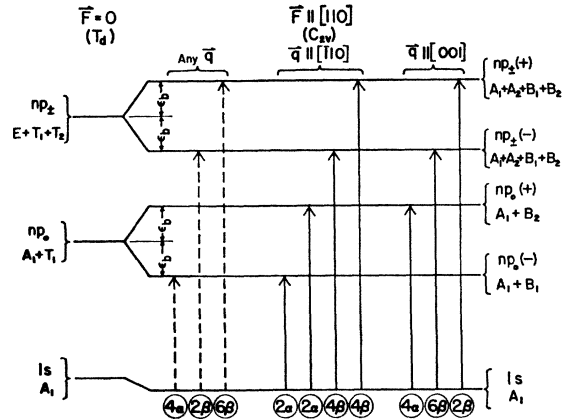 F⃗ = 0
(T_d)
F⃗ ∥ [110]
(C₂ᵥ)
Any q⃗
q⃗ ∥ [1̄10]
q⃗ ∥ [001]
np±
E + T₁ + T₂
ϵ_b
ϵ_b
np±(+)
A₁+A₂+B₁+B₂
np±(−)
A₁+A₂+B₁+B₂
np₀
A₁+T₁
ϵ_b
ϵ_b
np₀(+)
A₁ + B₂
np₀(−)
A₁ + B₁
1s
A₁
4α 2β 6β 2α 2α 4β 4β 4α 6β 2β
1s
A₁